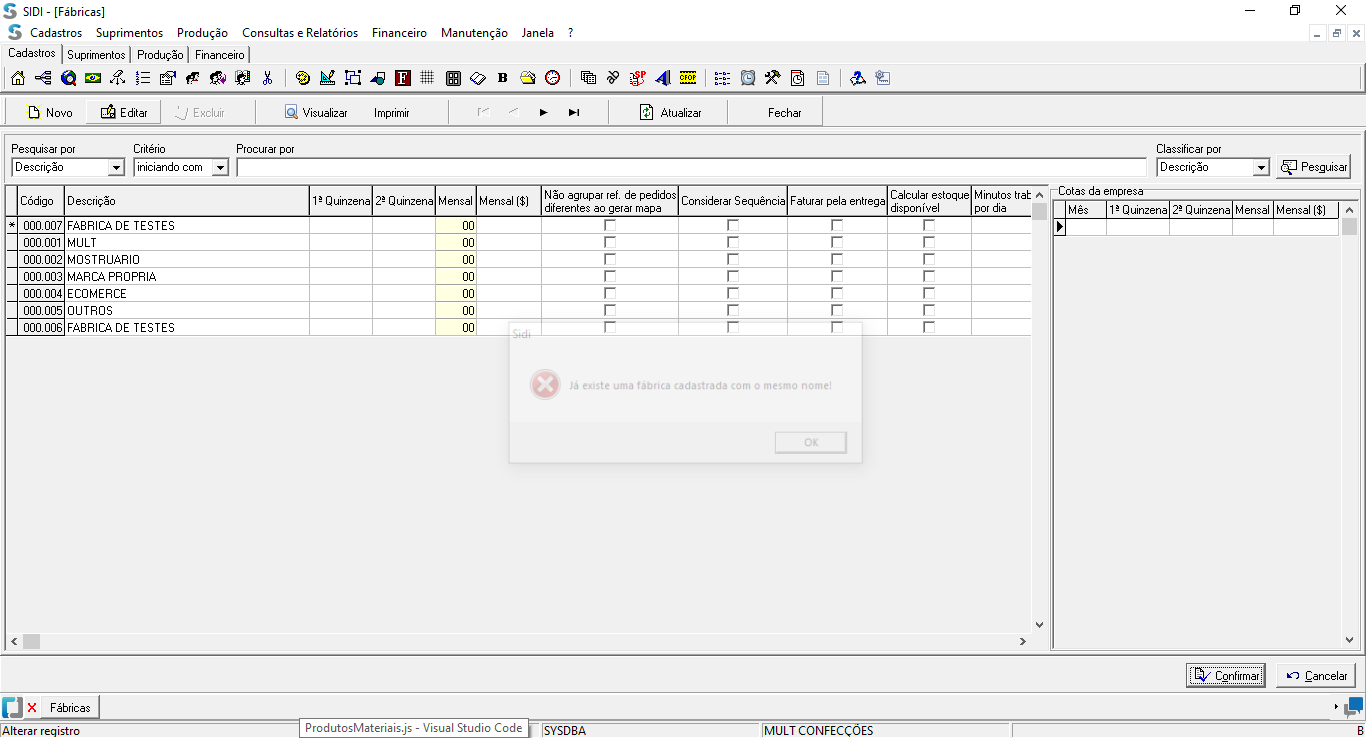 SIDI - [Fábricas]
Cadastros Suprimentos Produção Consultas e Relatórios Financeiro Manutenção Janela ?
Cadastros Suprimentos Produção Financeiro
F B SP CFOP
Novo Editar Excluir Visualizar Imprimir Atualizar Fechar
Pesquisar por Critério Procurar por Classificar por
Descrição iniciando com Descrição Pesquisar
Cotas da empresa
Código Descrição 1ª Quinzena 2ª Quinzena Mensal Mensal ($) Não agrupar ref. de pedidos diferentes ao gerar mapa Considerar Sequência Faturar pela entrega Calcular estoque disponível Minutos trab por dia
Mês 1ª Quinzena 2ª Quinzena Mensal Mensal ($)
* 000.007 FABRICA DE TESTES 00
000.001 MULT 00
000.002 MOSTRUARIO 00
000.003 MARCA PROPRIA 00
000.004 ECOMERCE 00
000.005 OUTROS 00
000.006 FABRICA DE TESTES 00
Sidi
Já existe uma fábrica cadastrada com o mesmo nome!
OK
Confirmar Cancelar
Fábricas
ProdutosMateriais.js - Visual Studio Code
Alterar registro SYSDBA MULT CONFECÇÕES B